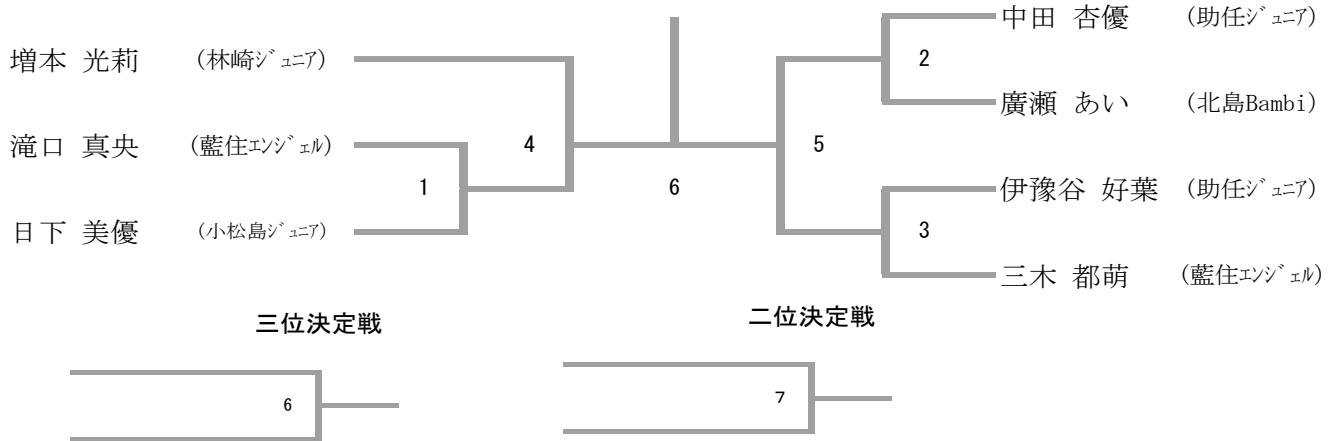 中田 杏優 (助任ｼﾞｭﾆｱ)
増本 光莉 (林崎ｼﾞｭﾆｱ)
2
廣瀬 あい (北島Bambi)
滝口 真央 (藍住ｴﾝｼﾞｪﾙ)
4
5
1
6
伊豫谷 好葉 (助任ｼﾞｭﾆｱ)
日下 美優 (小松島ｼﾞｭﾆｱ)
3
三木 都萌 (藍住ｴﾝｼﾞｪﾙ)
三位決定戦
二位決定戦
6
7